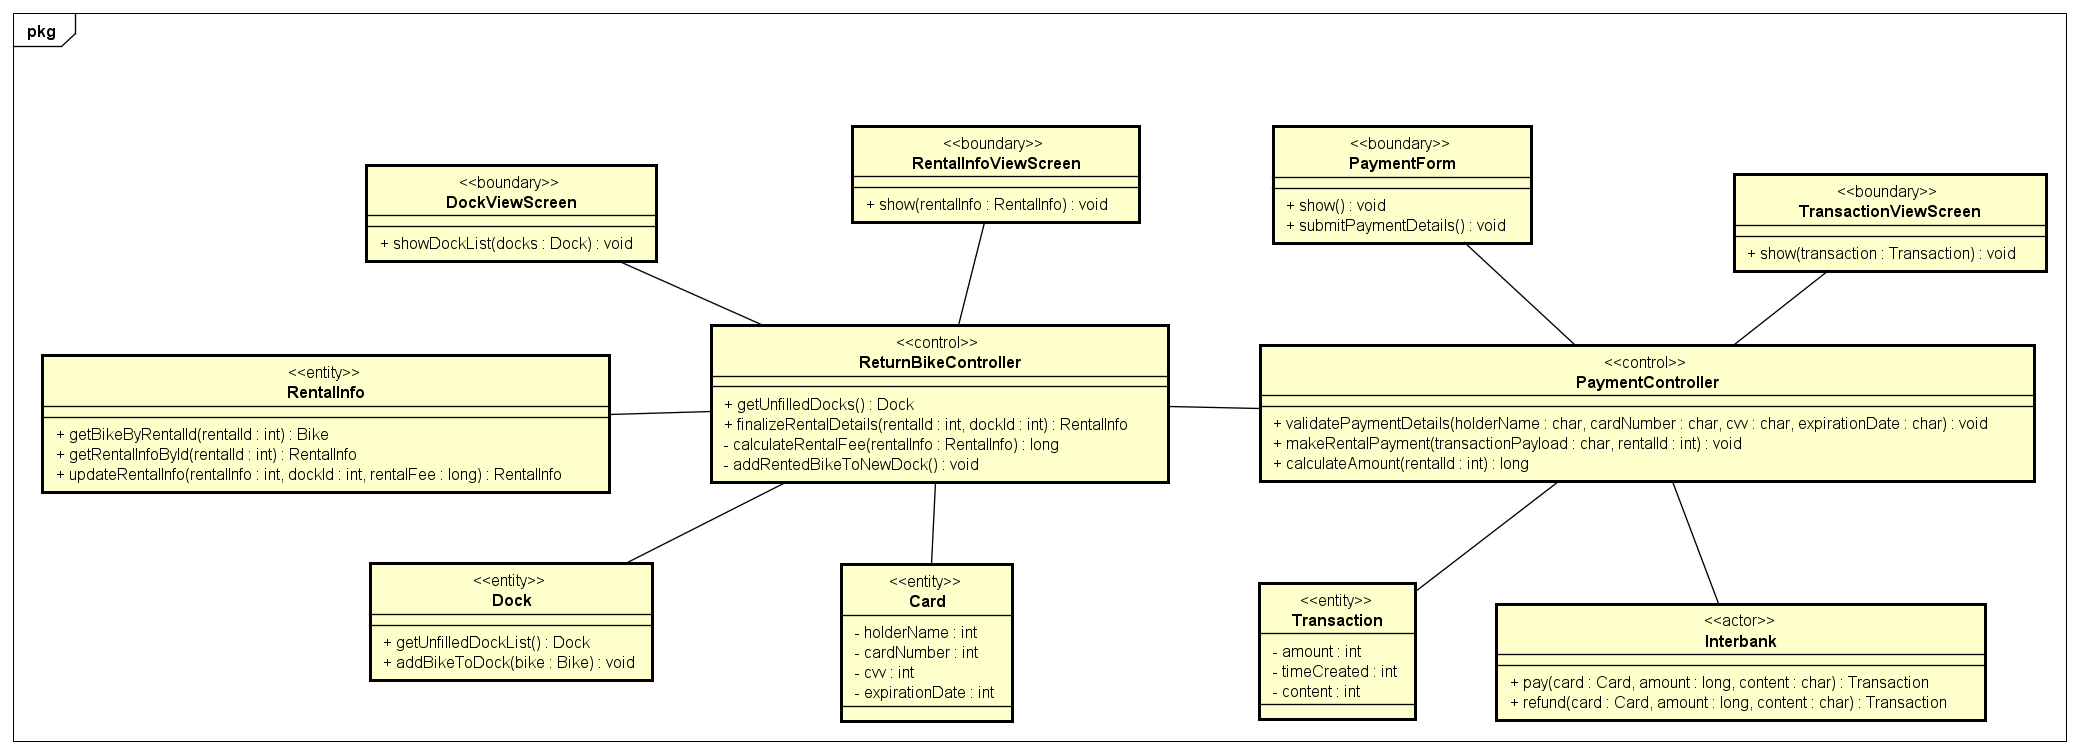 pkg
<<boundary>>
DockViewScreen
+ showDockList(docks : Dock) : void
<<boundary>>
RentalInfoViewScreen
+ show(rentalInfo : RentalInfo) : void
<<boundary>>
PaymentForm
+ show() : void
+ submitPaymentDetails() : void
<<boundary>>
TransactionViewScreen
+ show(transaction : Transaction) : void
<<entity>>
RentalInfo
+ getBikeByRentalId(rentalId : int) : Bike
+ getRentalInfoById(rentalId : int) : RentalInfo
+ updateRentalInfo(rentalInfo : int, dockId : int, rentalFee : long) : RentalInfo
<<control>>
ReturnBikeController
+ getUnfilledDocks() : Dock
+ finalizeRentalDetails(rentalId : int, dockId : int) : RentalInfo
- calculateRentalFee(rentalInfo : RentalInfo) : long
- addRentedBikeToNewDock() : void
<<control>>
PaymentController
+ validatePaymentDetails(holderName : char, cardNumber : char, cvv : char, expirationDate : char) : void
+ makeRentalPayment(transactionPayload : char, rentalId : int) : void
+ calculateAmount(rentalId : int) : long
<<entity>>
Dock
+ getUnfilledDockList() : Dock
+ addBikeToDock(bike : Bike) : void
<<entity>>
Card
- holderName : int
- cardNumber : int
- cvv : int
- expirationDate : int
<<entity>>
Transaction
- amount : int
- timeCreated : int
- content : int
<<actor>>
Interbank
+ pay(card : Card, amount : long, content : char) : Transaction
+ refund(card : Card, amount : long, content : char) : Transaction